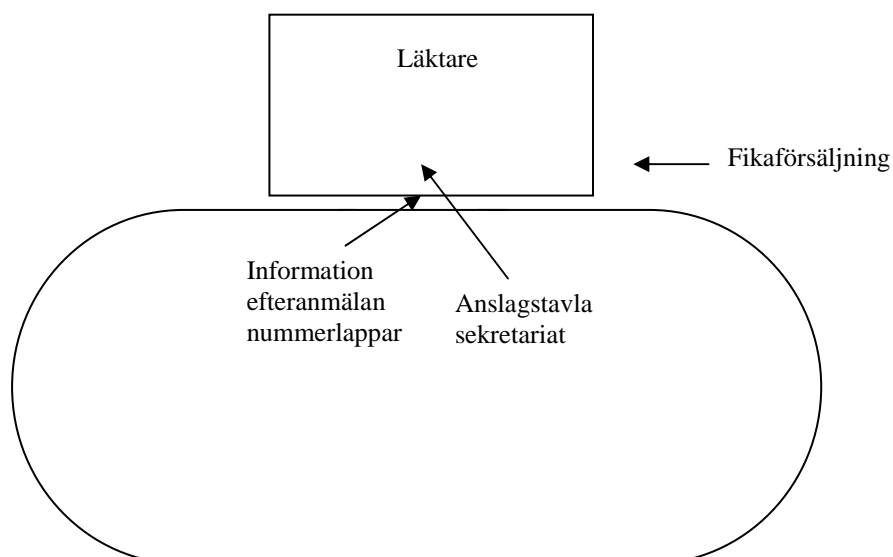 Läktare
Fikaförsäljning
Information
efteranmälan
nummerlappar
Anslagstavla
sekretariat